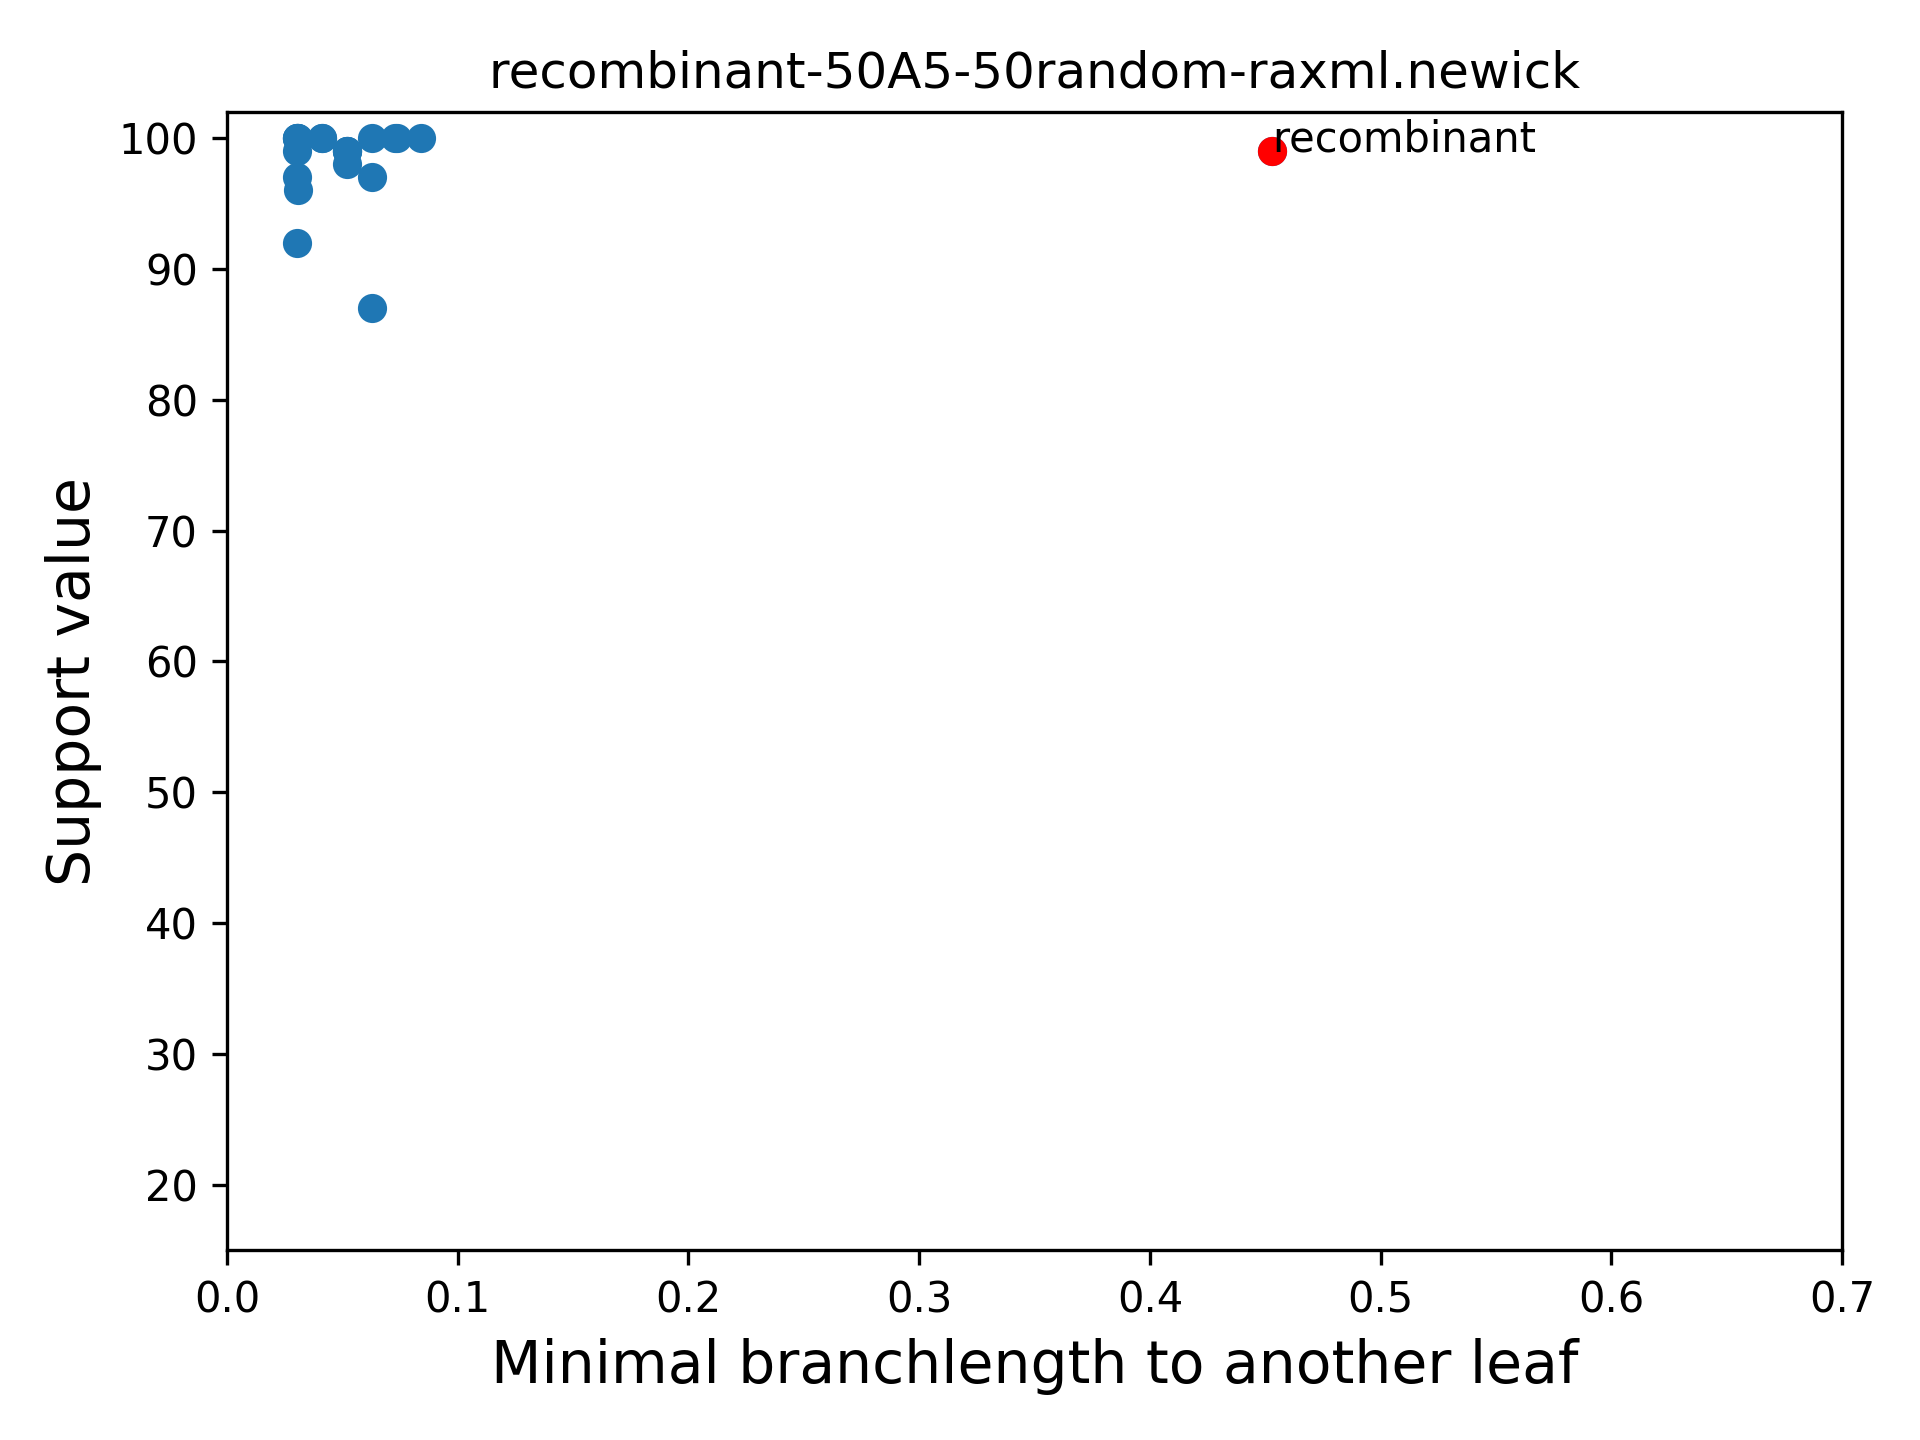 recombinant-50A5-50random-raxml.newick
100
recombinant
90
80
70
60
50
40
30
20
Support value
0.0 0.1 0.2 0.3 0.4 0.5 0.6 0.7
Minimal branchlength to another leaf